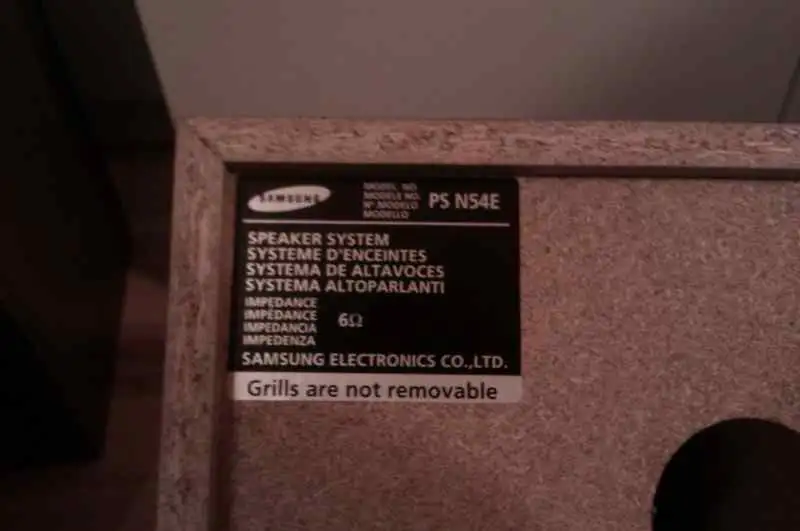 SAMSUNG
MODEL NO.
MODELE NO.
N° MODELO
MODELLO
PS N54E
SPEAKER SYSTEM
SYSTEME D'ENCEINTES
SYSTEMA DE ALTAVOCES
SYSTEMA ALTOPARLANTI
IMPEDANCE
IMPÉDANCE
IMPEDANCIA
IMPEDENZA
6Ω
SAMSUNG ELECTRONICS CO.,LTD.
Grills are not removable